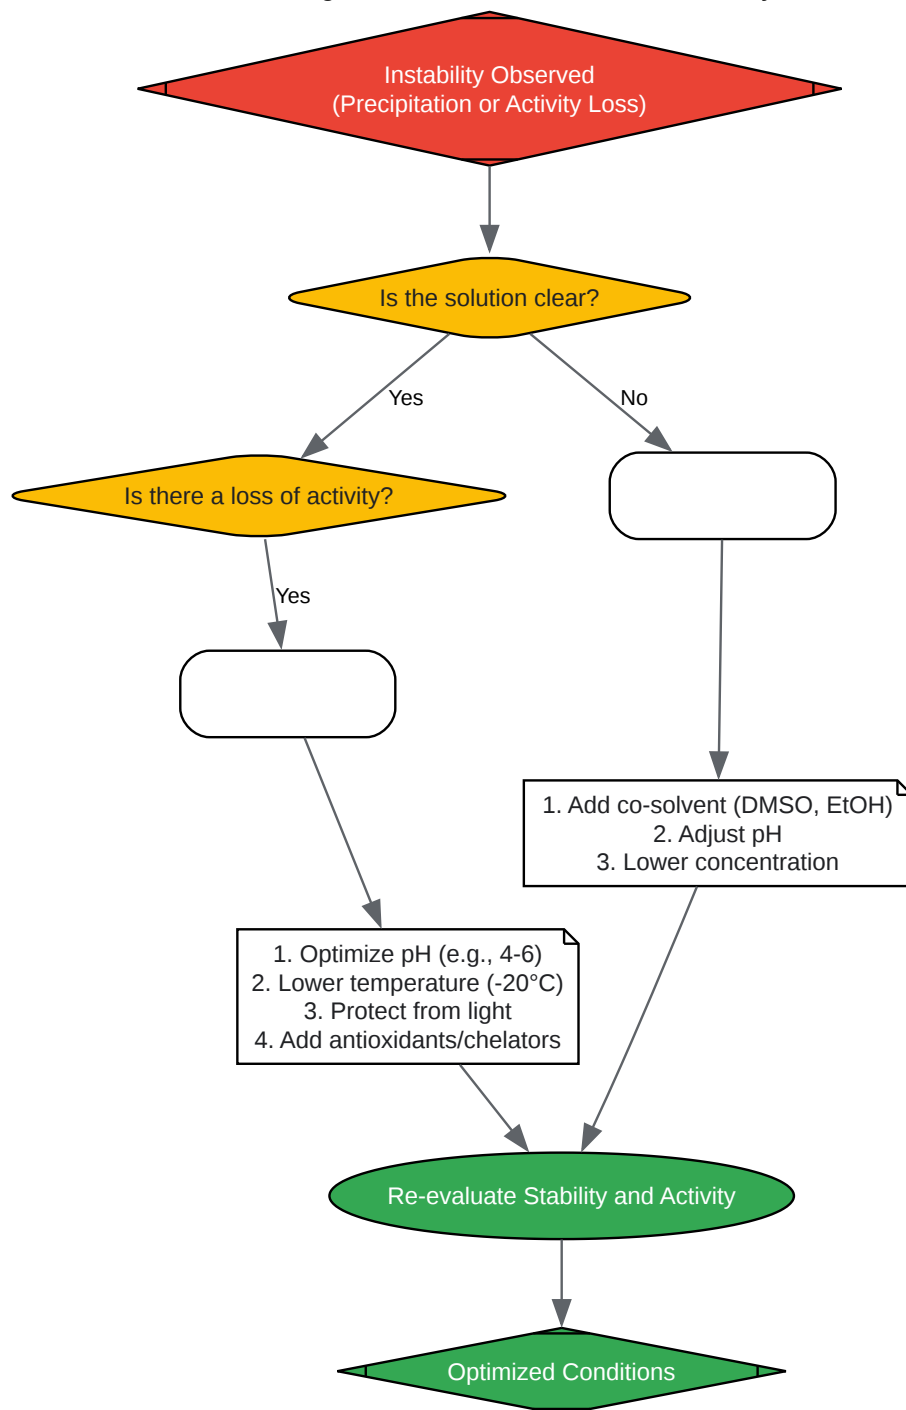 Instability Observed
(Precipitation or Activity Loss)
Is the solution clear?
Yes
No
Is there a loss of activity?
Yes
1. Add co-solvent (DMSO, EtOH)
2. Adjust pH
3. Lower concentration
1. Optimize pH (e.g., 4-6)
2. Lower temperature (-20°C)
3. Protect from light
4. Add antioxidants/chelators
Re-evaluate Stability and Activity
Optimized Conditions